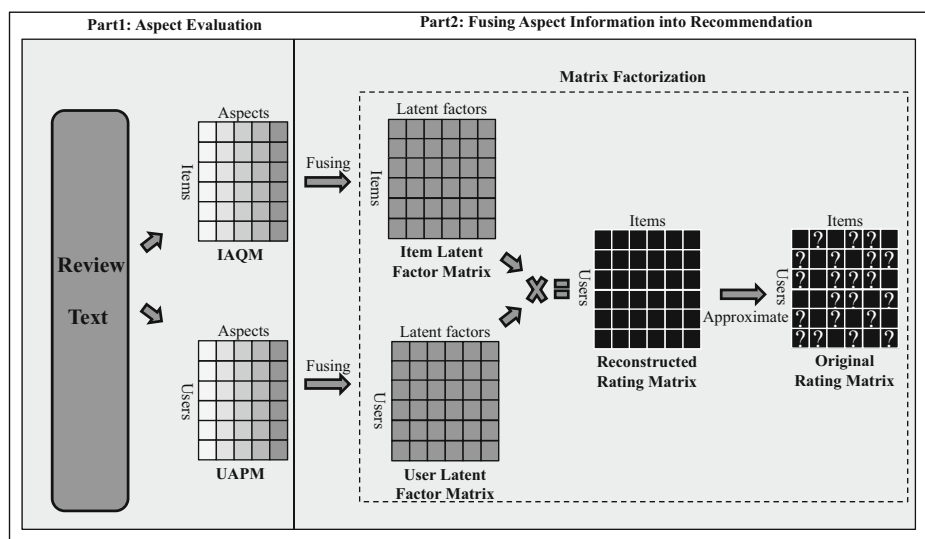 Part1: Aspect Evaluation
Part2: Fusing Aspect Information into Recommendation
Matrix Factorization
Review
Text
Aspects
Items
IAQM
Aspects
Users
UAPM
Fusing
Fusing
Latent factors
Items
Item Latent
Factor Matrix
Latent factors
Users
User Latent
Factor Matrix
Items
Users
Reconstructed
Rating Matrix
Approximate
Items
Users
? ? ?
? ? ?
? ? ?
? ? ?
? ? ?
? ? ? ?
Original
Rating Matrix